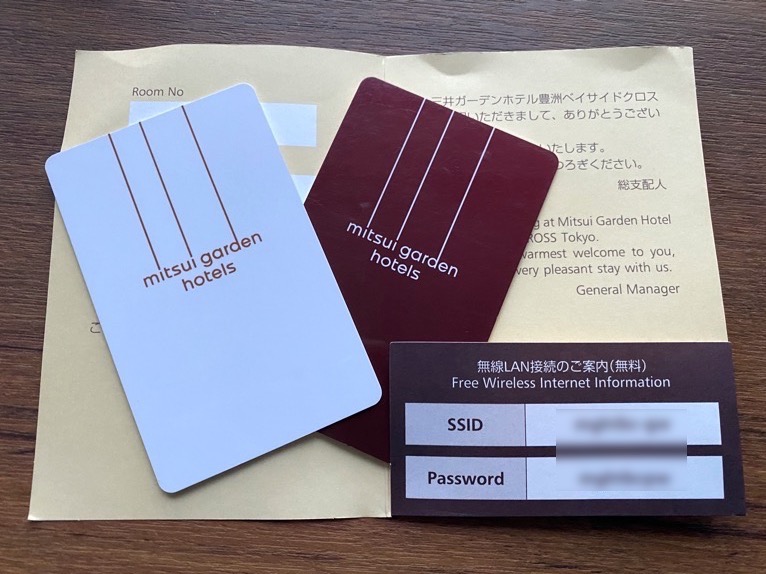 Room No
三井ガーデンホテル豊洲ベイサイドクロス
いただきまして、ありがとうござい
いたします。
つろぎください。
総支配人
at Mitsui Garden Hotel
ROSS Tokyo.
warmest welcome to you,
very pleasant stay with us.
General Manager
mitsui garden
hotels
mitsui garden
hotels
ご
無線LAN接続のご案内(無料)
Free Wireless Internet Information
SSID
Password